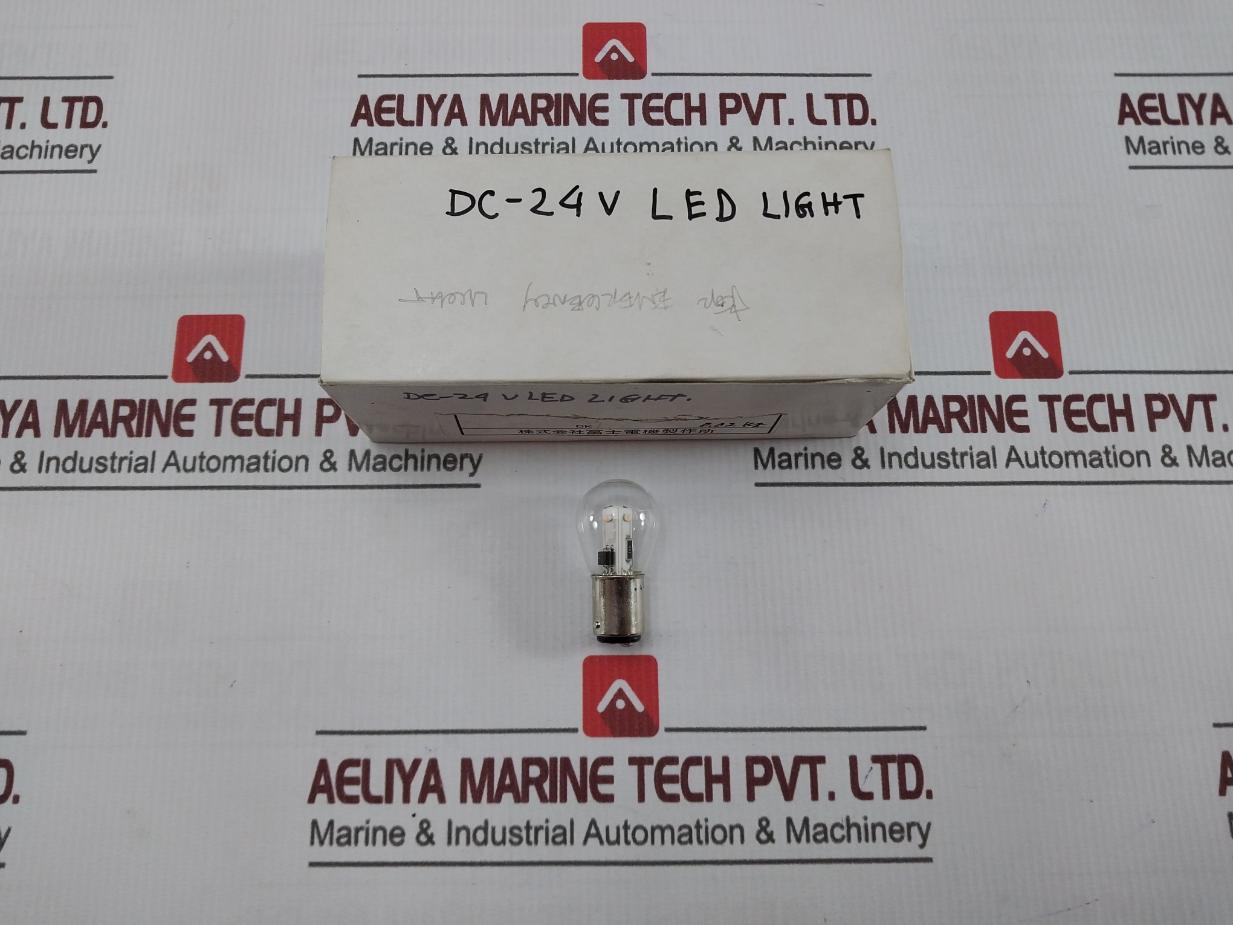 AELIYA MARINE TECH PVT. LTD.
Marine & Industrial Automation & Machinery
T. LTD.
achinery
AELIYA
Marine &
DC-24V LED LIGHT
FOR EMERGENCY LIGHT
DC-24 V LED LIGHT.
DK
株式会社富士電機製作所
YA MARINE TECH PV
& Industrial Automation & Machinery
MARINE TECH PVT.
Marine & Industrial Automation & Mac
AELIYA MARINE TECH PVT. LTD.
Marine & Industrial Automation & Machinery
D.
y
A